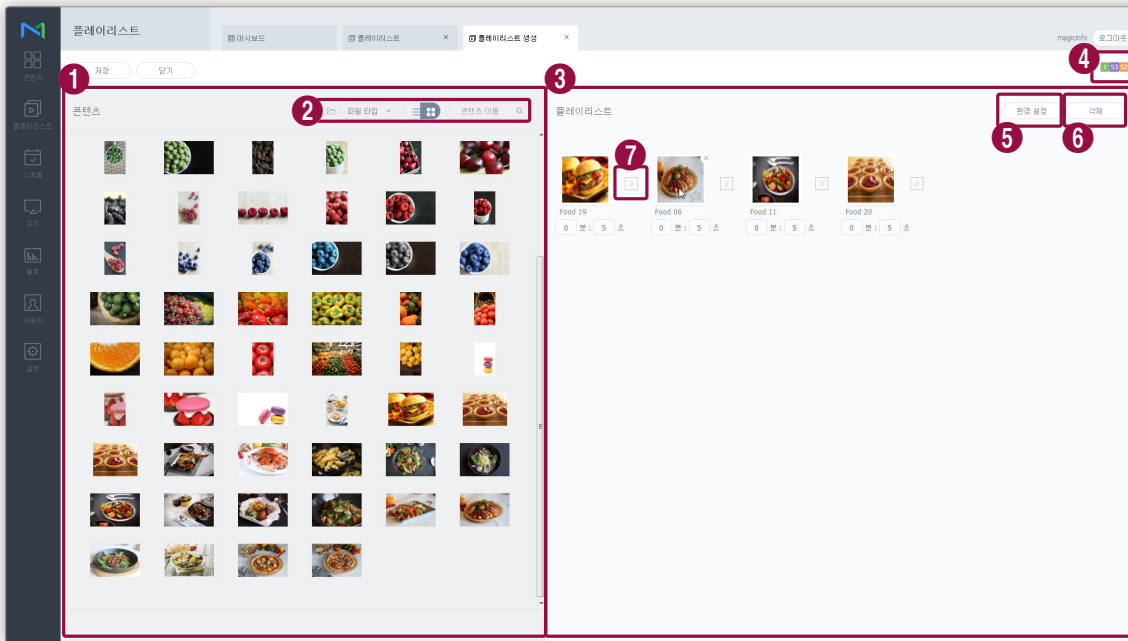 플레이리스트
대시보드
플레이리스트 ×
플레이리스트 생성 ×
magicinfo 로그아웃
콘텐츠
플레이리스트
스케줄
장치
통계
사용자
설정
저장 닫기
1
2
3
4
I S3 S2
5
6
7
콘텐츠 파일 타입 콘텐츠 이름
플레이리스트 환경 설정 삭제
Food 19 Food 06 Food 11 Food 20
0 분 : 5 초 0 분 : 5 초 0 분 : 5 초 0 분 : 5 초